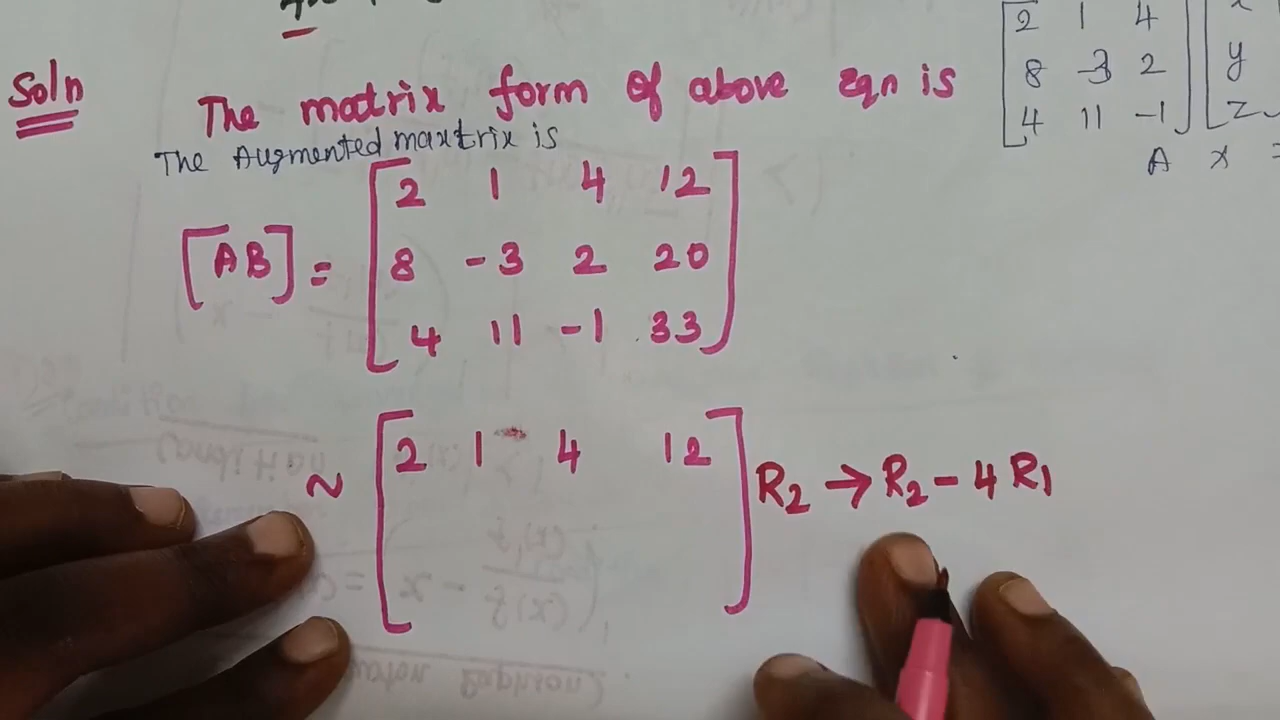 Soln The matrix form of above eqn is
The Augmented maxtrix is
[AB] = [2 1 4 12
8 -3 2 20
4 11 -1 33]
~ [2 1 4 12] R2 → R2 - 4R1
[2 1 4
8 -3 2 y
4 11 -1] z
A x =